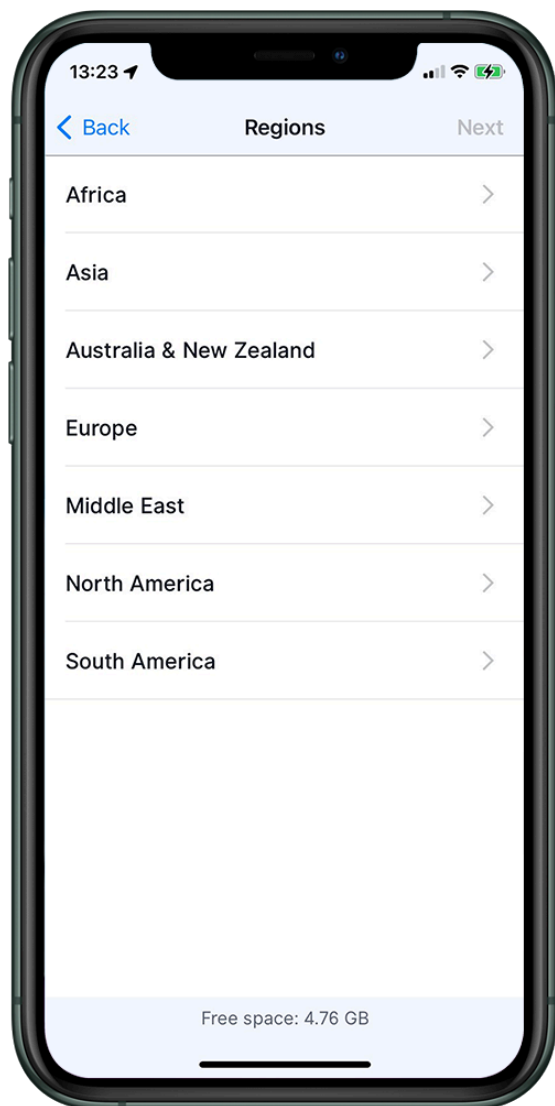 13:23
Back Regions Next
Africa
Asia
Australia & New Zealand
Europe
Middle East
North America
South America
Free space: 4.76 GB